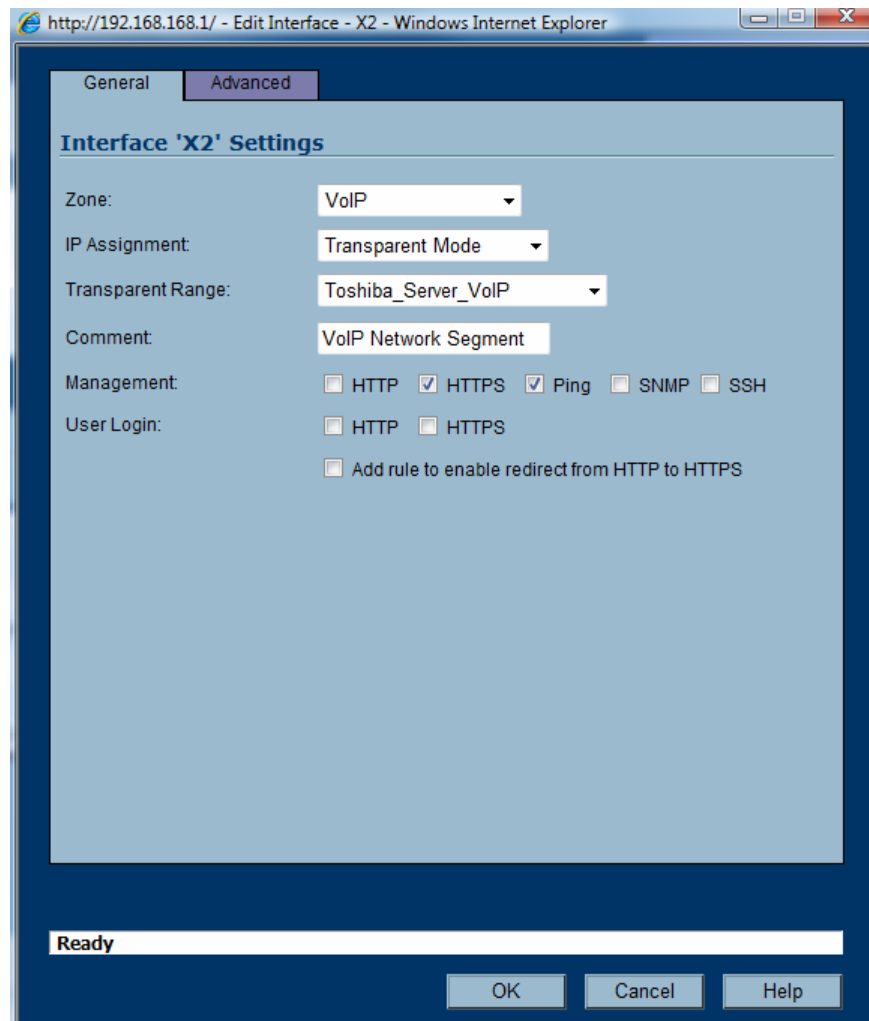 http://192.168.168.1/ - Edit Interface - X2 - Windows Internet Explorer
General Advanced
Interface 'X2' Settings
Zone: VoIP
IP Assignment: Transparent Mode
Transparent Range: Toshiba_Server_VoIP
Comment: VoIP Network Segment
Management: HTTP HTTPS Ping SNMP SSH
User Login: HTTP HTTPS
Add rule to enable redirect from HTTP to HTTPS
Ready
OK Cancel Help